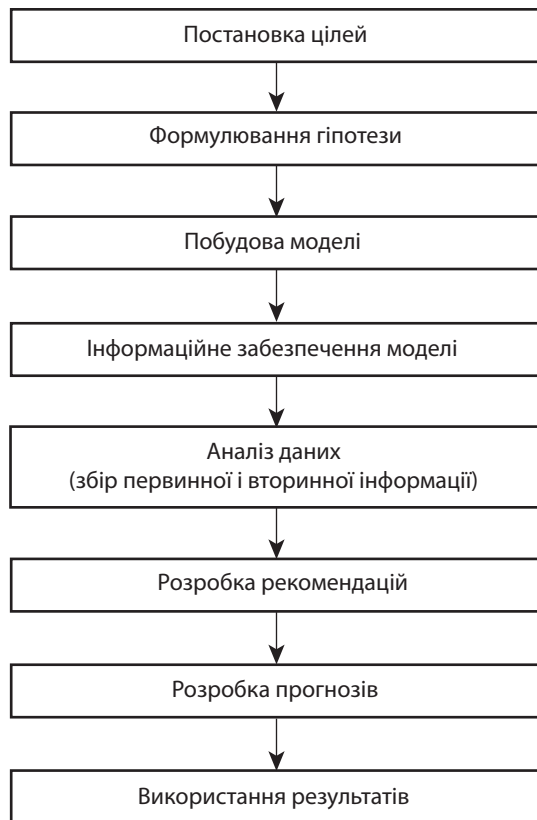 Постановка цілей
Формулювання гіпотези
Побудова моделі
Інформаційне забезпечення моделі
Аналіз даних
(збір первинної і вторинної інформації)
Розробка рекомендацій
Розробка прогнозів
Використання результатів